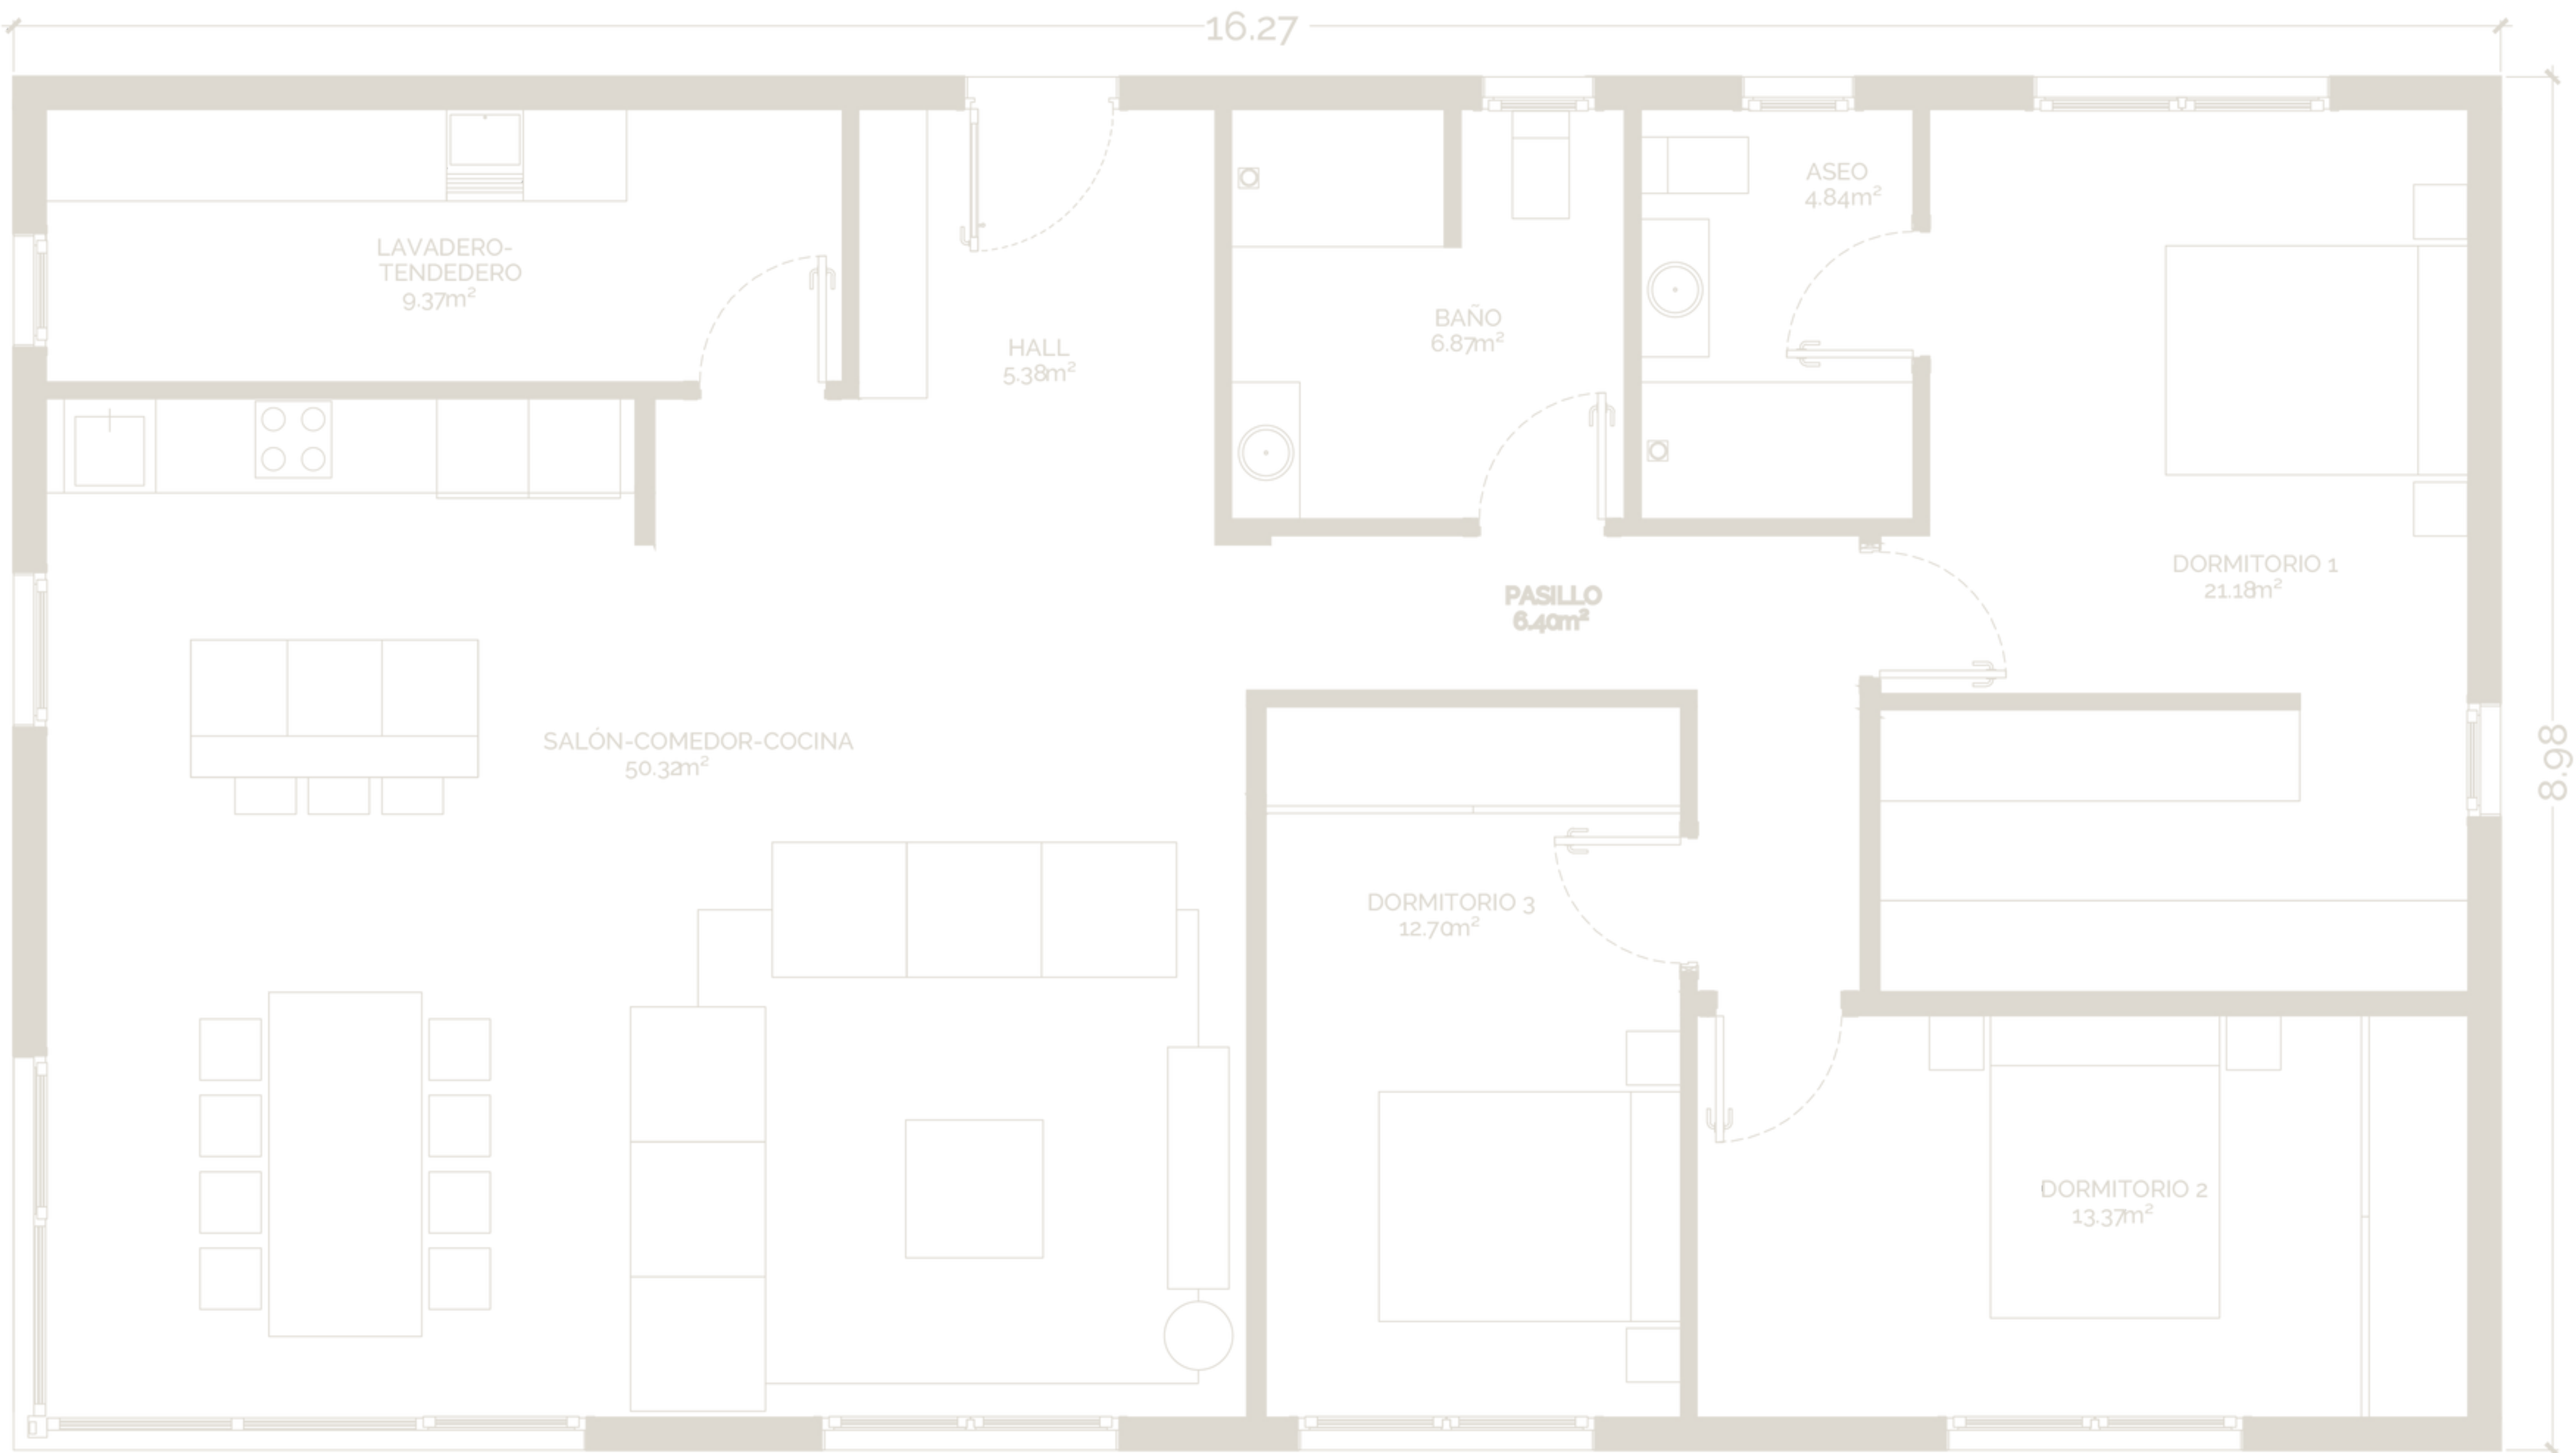 16.27
LAVADERO-
TENDEDERO
9.37m²
HALL
5.38m²
BAÑO
6.87m²
ASEO
4.84m²
DORMITORIO 1
21.18m²
PASILLO
6.40m²
SALÓN-COMEDOR-COCINA
50.32m²
8.98
DORMITORIO 3
12.70m²
DORMITORIO 2
13.37m²